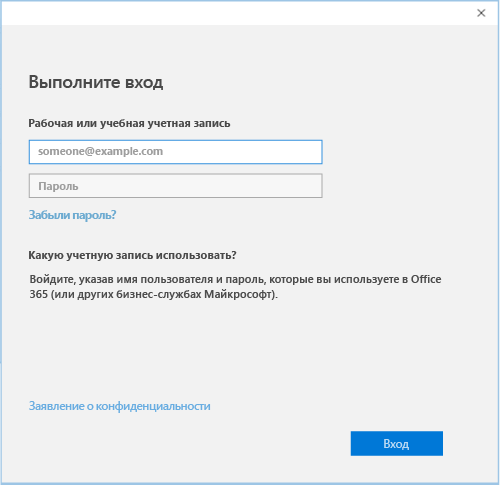 Выполните вход
Рабочая или учебная учетная запись
someone@example.com
Пароль
Забыли пароль?
Какую учетную запись использовать?
Войдите, указав имя пользователя и пароль, которые вы используете в Office
365 (или других бизнес-службах Майкрософт).
Заявление о конфиденциальности
Вход